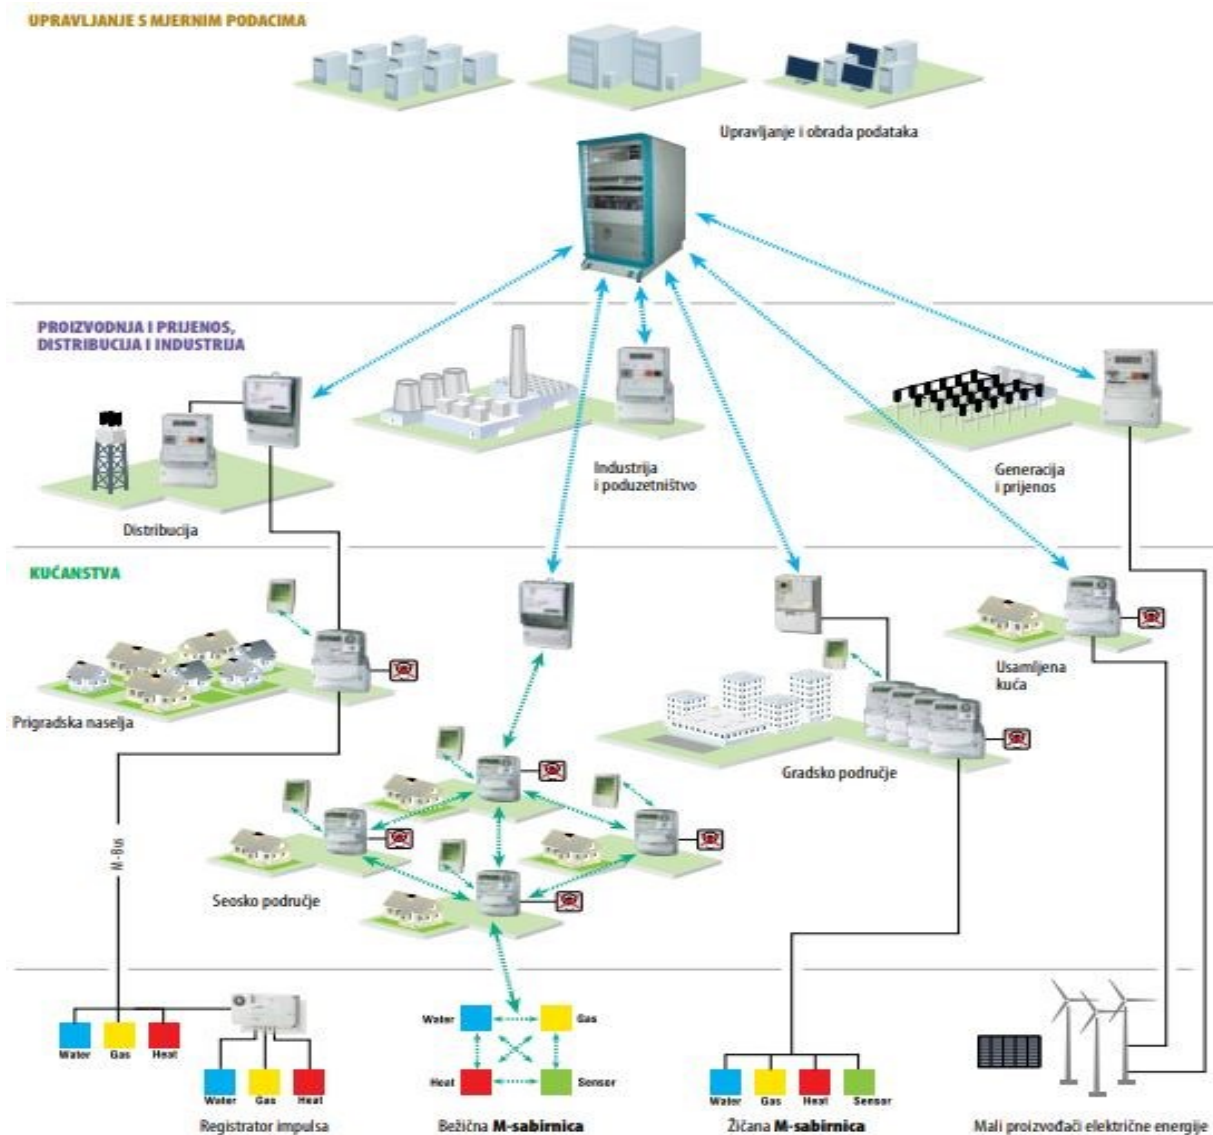 UPRAVLJANJE S MJERNIM PODACIMA
Upravljanje i obrada podataka
PROIZVODNJA I PRIJENOS,
DISTRIBUCIJA I INDUSTRIJA
Industrija
i poduzetništvo
Generacija
i prijenos
Distribucija
KUĆANSTVA
Usamljena
kuća
Prigradska naselja
Gradsko područje
M-Bus
Seosko područje
Water
Gas
Heat
Water
Gas
Heat
Registrator impulsa
Water
Gas
Heat
Sensor
Bežična M-sabirnica
Water
Gas
Heat
Sensor
Žičana M-sabirnica
Mali proizvođači električne energije